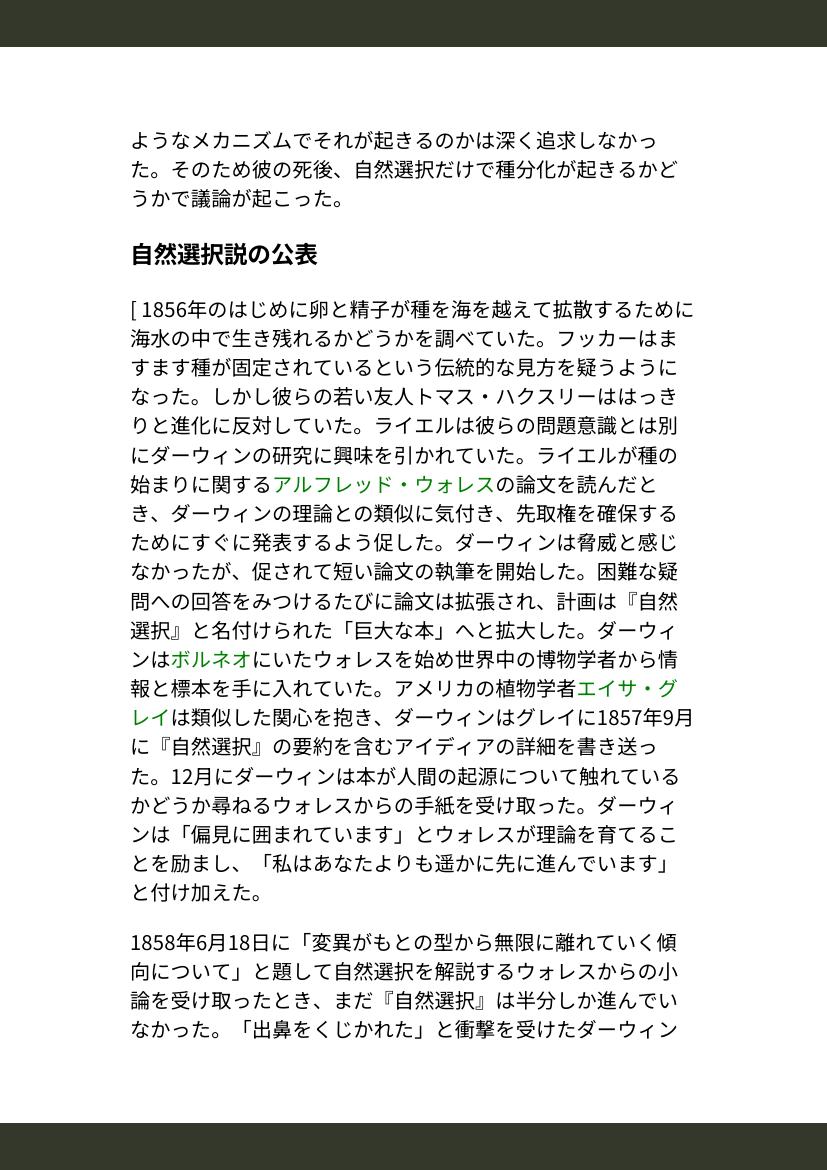 ようなメカニズムでそれが起きるのかは深く追求しなかっ
た。そのため彼の死後、自然選択だけで種分化が起きるかど
うかで議論が起こった。
自然選択説の公表
[ 1856年のはじめに卵と精子が種を海を越えて拡散するために
海水の中で生き残れるかどうかを調べていた。フッカーはま
すます種が固定されているという伝統的な見方を疑うように
なった。しかし彼らの若い友人トマス・ハクスリーははっき
りと進化に反対していた。ライエルは彼らの問題意識とは別
にダーウィンの研究に興味を引かれていた。ライエルが種の
始まりに関するアルフレッド・ウォレスの論文を読んだと
き、ダーウィンの理論との類似に気付き、先取権を確保する
ためにすぐに発表するよう促した。ダーウィンは脅威と感じ
なかったが、促されて短い論文の執筆を開始した。困難な疑
問への回答をみつけるたびに論文は拡張され、計画は『自然
選択』と名付けられた「巨大な本」へと拡大した。ダーウィ
ンはボルネオにいたウォレスを始め世界中の博物学者から情
報と標本を手に入れていた。アメリカの植物学者エイサ・グ
レイは類似した関心を抱き、ダーウィンはグレイに1857年9月
に『自然選択』の要約を含むアイディアの詳細を書き送っ
た。12月にダーウィンは本が人間の起源について触れている
かどうか尋ねるウォレスからの手紙を受け取った。ダーウィ
ンは「偏見に囲まれています」とウォレスが理論を育てるこ
とを励まし、「私はあなたよりも遥かに先に進んでいます」
と付け加えた。
1858年6月18日に「変異がもとの型から無限に離れていく傾
向について」と題して自然選択を解説するウォレスからの小
論を受け取ったとき、まだ『自然選択』は半分しか進んでい
なかった。「出鼻をくじかれた」と衝撃を受けたダーウィン